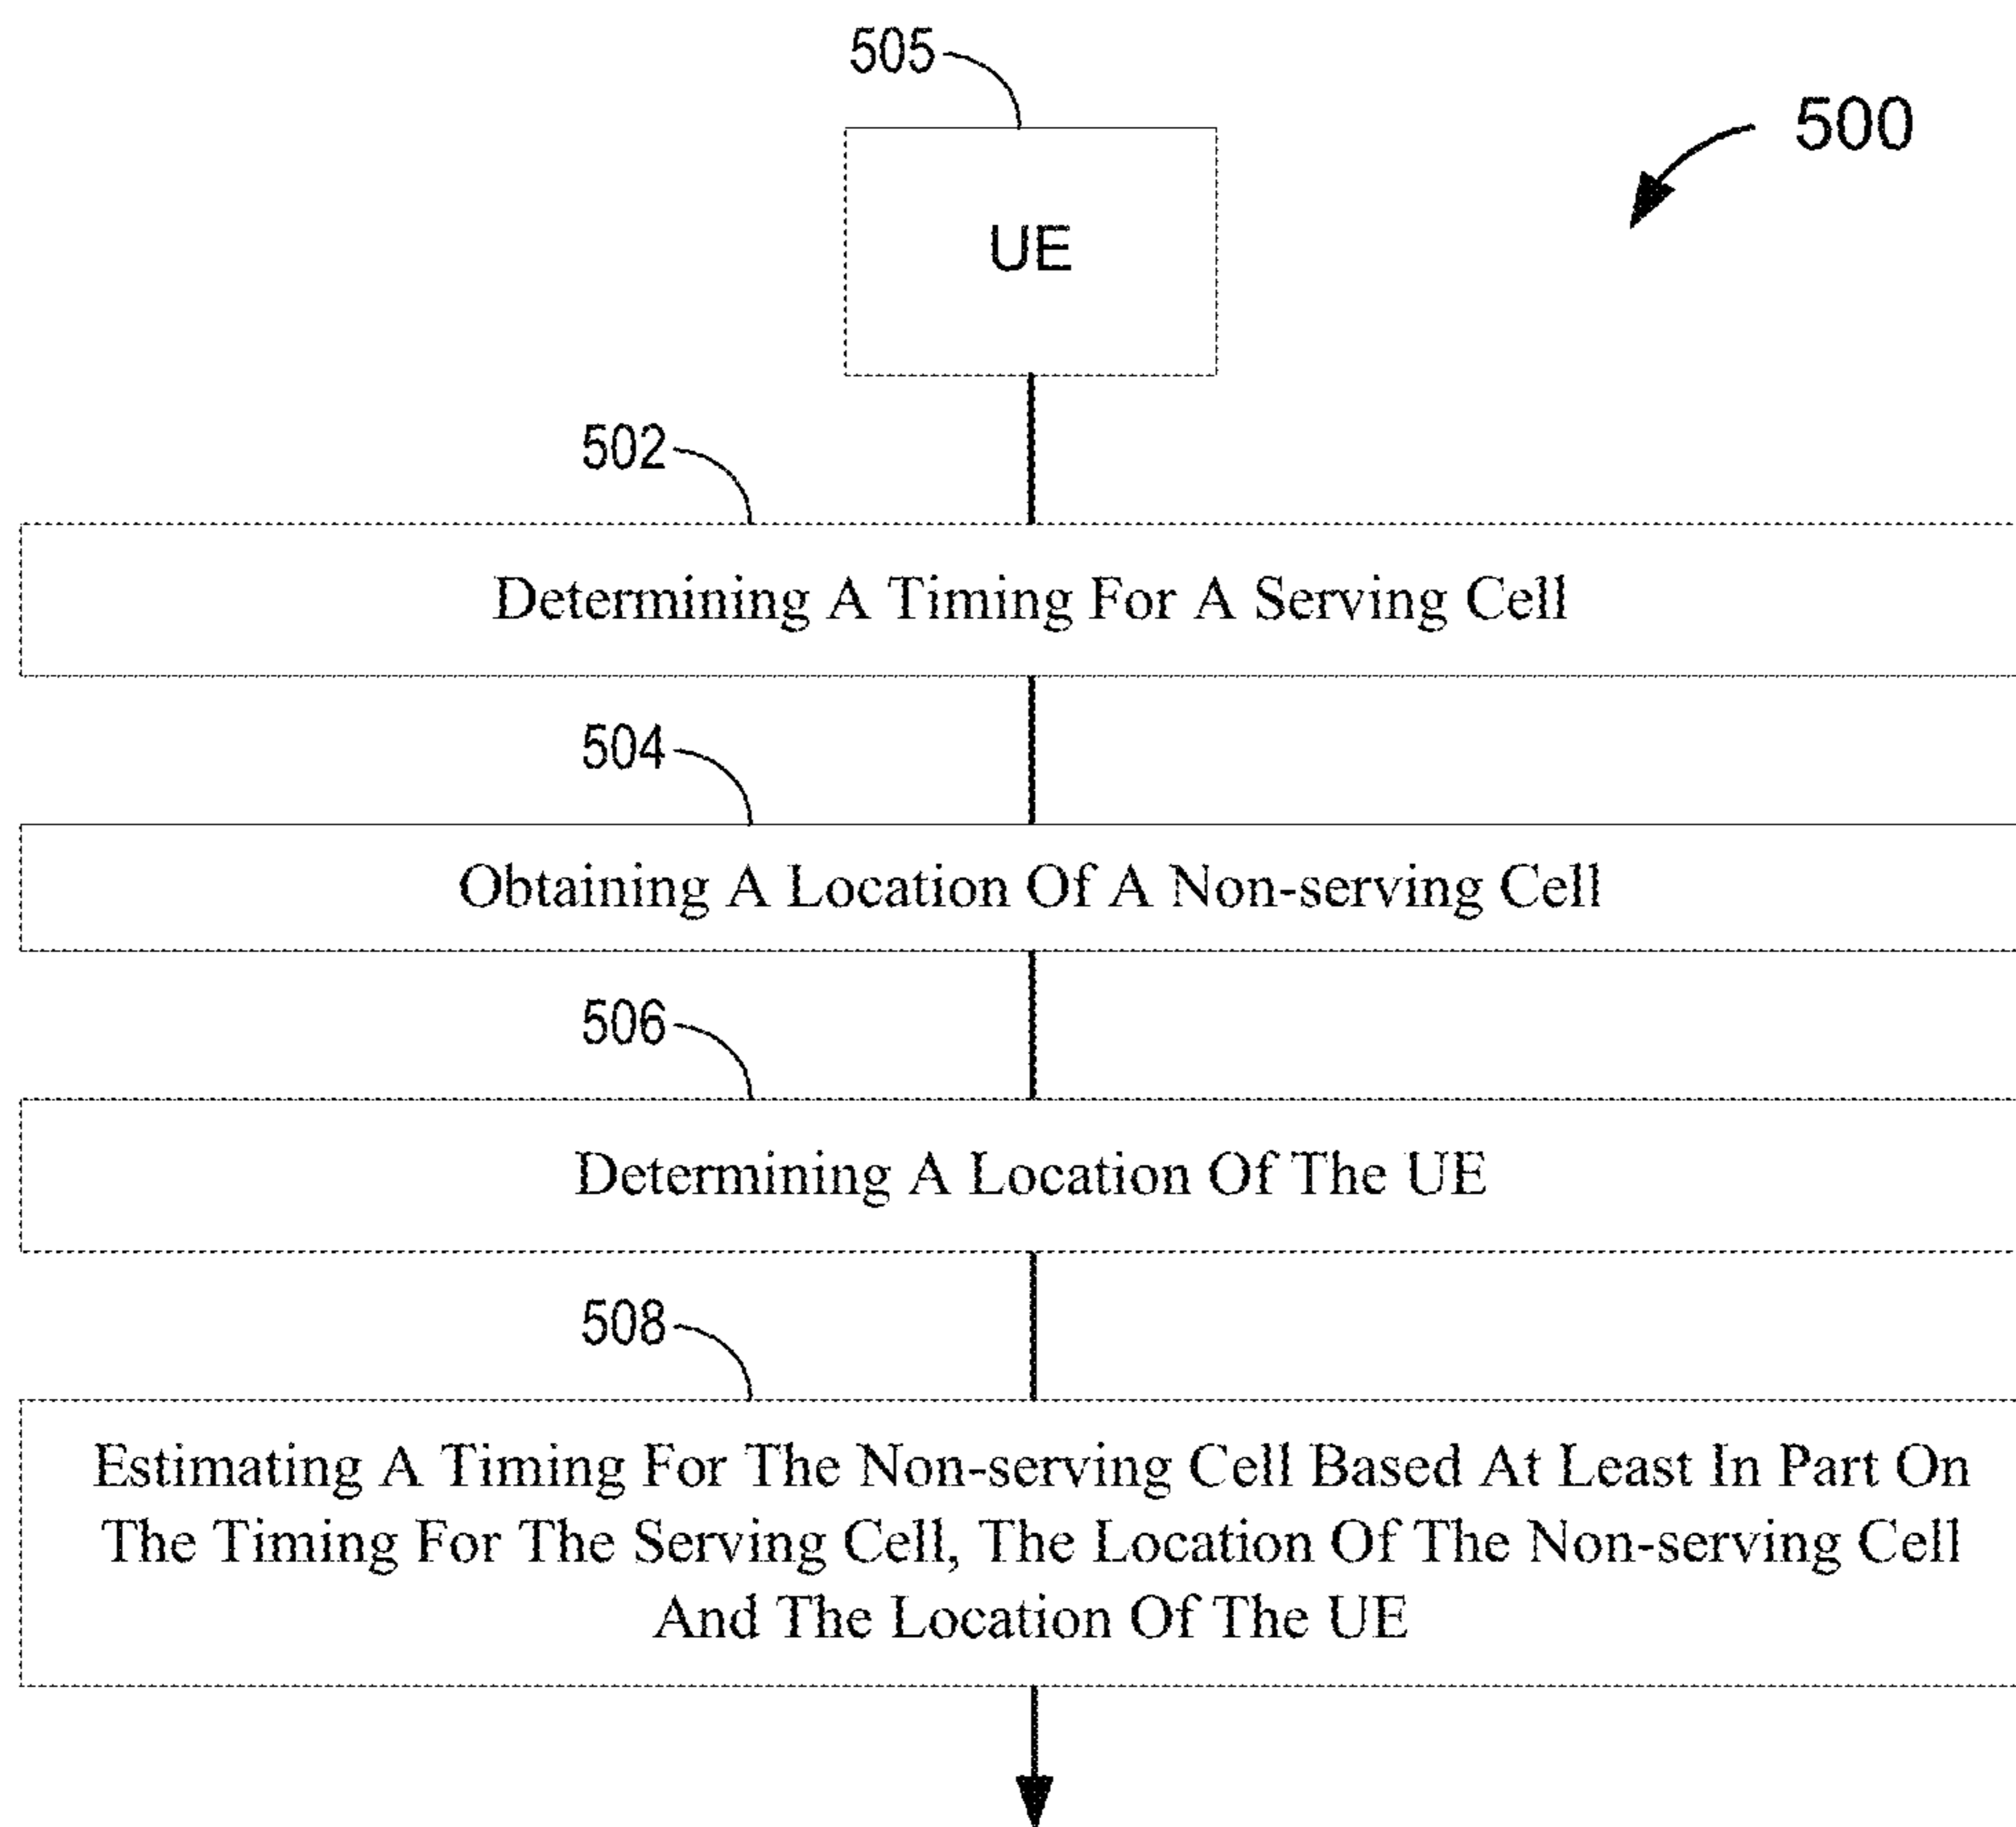 505
500
UE
502
Determining A Timing For A Serving Cell
504
Obtaining A Location Of A Non-serving Cell
506
Determining A Location Of The UE
508
Estimating A Timing For The Non-serving Cell Based At Least In Part On
The Timing For The Serving Cell, The Location Of The Non-serving Cell
And The Location Of The UE